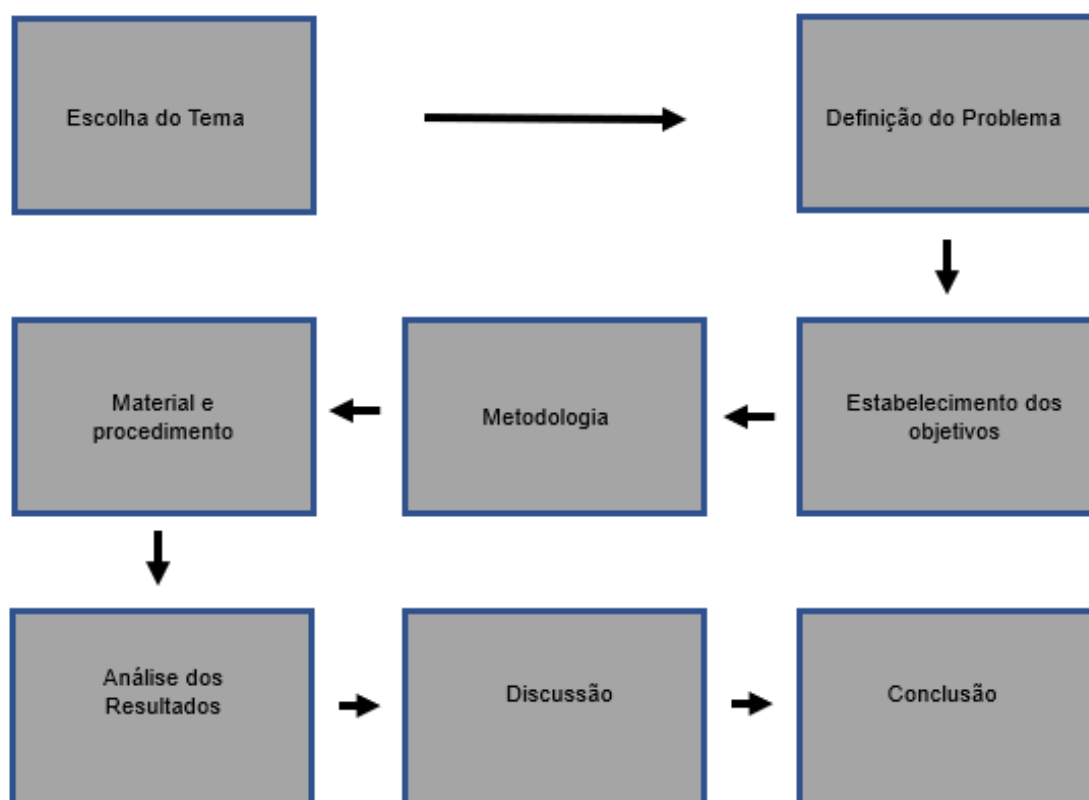 Escolha do Tema
Definição do Problema
Estabelecimento dos
objetivos
Metodologia
Material e
procedimento
Análise dos
Resultados
Discussão
Conclusão